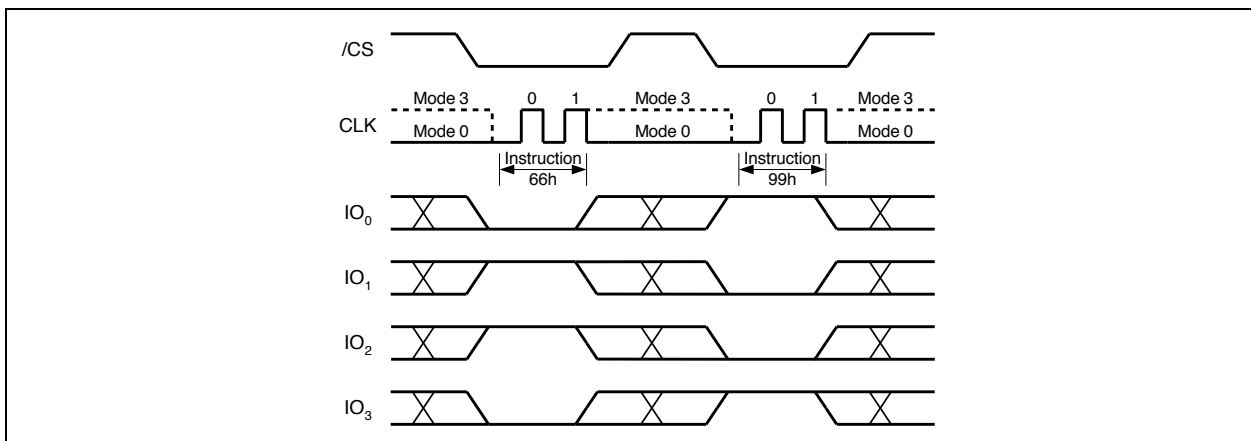 /CS
Mode 3 0 1 Mode 3 0 1 Mode 3
CLK
Mode 0 Mode 0 Mode 0
Instruction Instruction
66h 99h
IO0
IO1
IO2
IO3